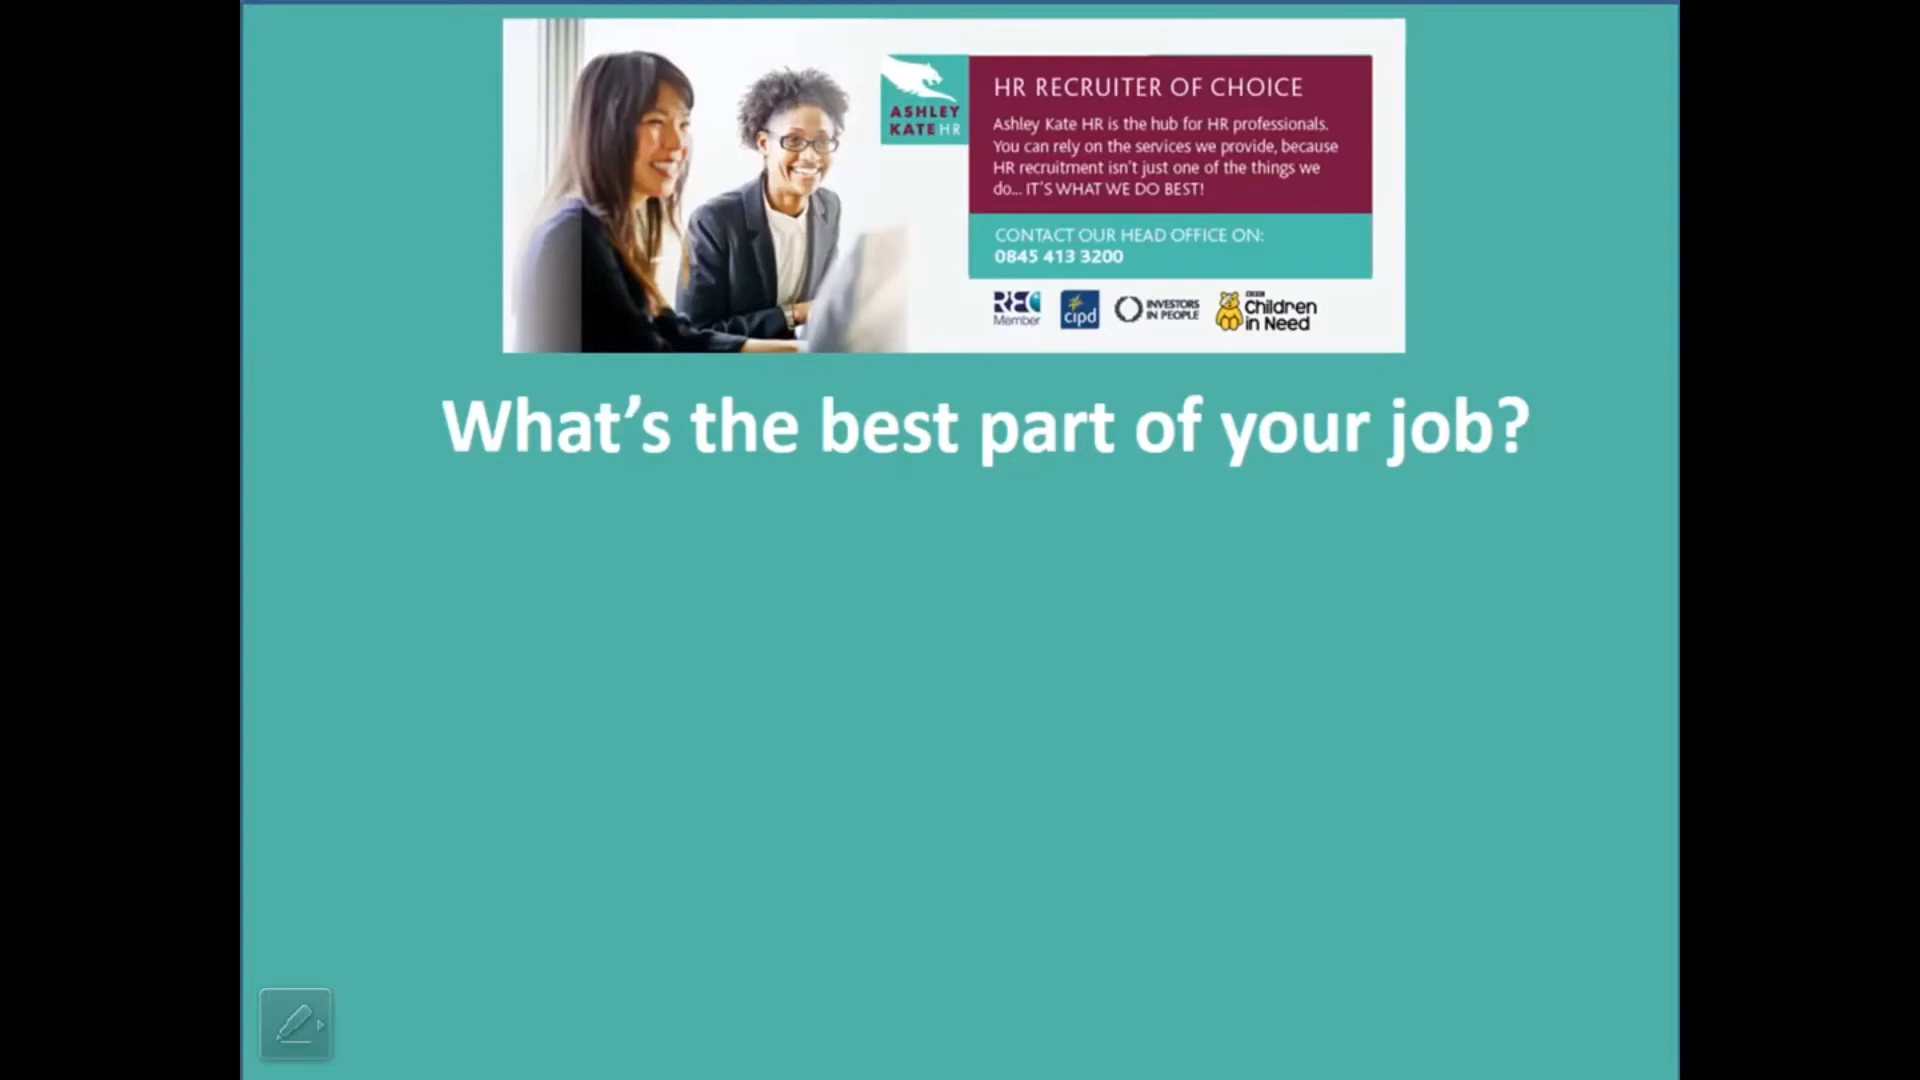 ASHLEY
KATE HR
HR RECRUITER OF CHOICE
Ashley Kate HR is the hub for HR professionals.
You can rely on the services we provide, because
HR recruitment isn't just one of the things we
do... IT'S WHAT WE DO BEST!
CONTACT OUR HEAD OFFICE ON:
0845 413 3200
REC
Member
cipd
INVESTORS
IN PEOPLE
BBC
Children
in Need
What's the best part of your job?